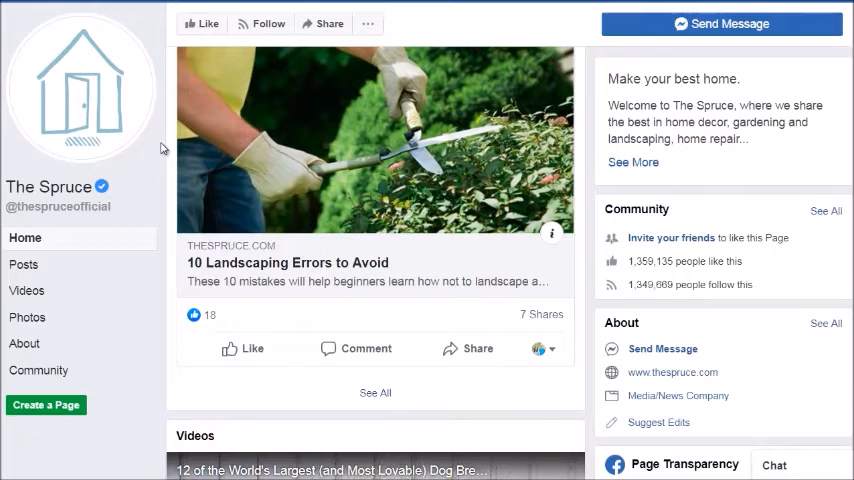 Like
Follow
Share
Send Message
The Spruce
@thespruceofficial
Home
Posts
Videos
Photos
About
Community
Create a Page
THESPRUCE.COM
10 Landscaping Errors to Avoid
These 10 mistakes will help beginners learn how not to landscape a...
18
7 Shares
Like
Comment
Share
See All
Videos
12 of the World's Largest (and Most Lovable) Dog Bre...
Make your best home.
Welcome to The Spruce, where we share
the best in home decor, gardening and
landscaping, home repair...
See More
Community
See All
Invite your friends to like this Page
1,359,135 people like this
1,349,669 people follow this
About
See All
Send Message
www.thespruce.com
Media/News Company
Suggest Edits
Page Transparency
Chat